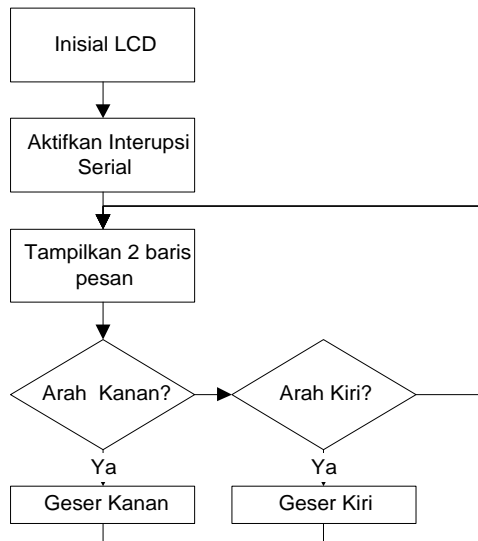 Inisial LCD
Aktifkan Interupsi
Serial
Tampilkan 2 baris
pesan
Arah Kanan?
Arah Kiri?
Ya
Ya
Geser Kanan
Geser Kiri